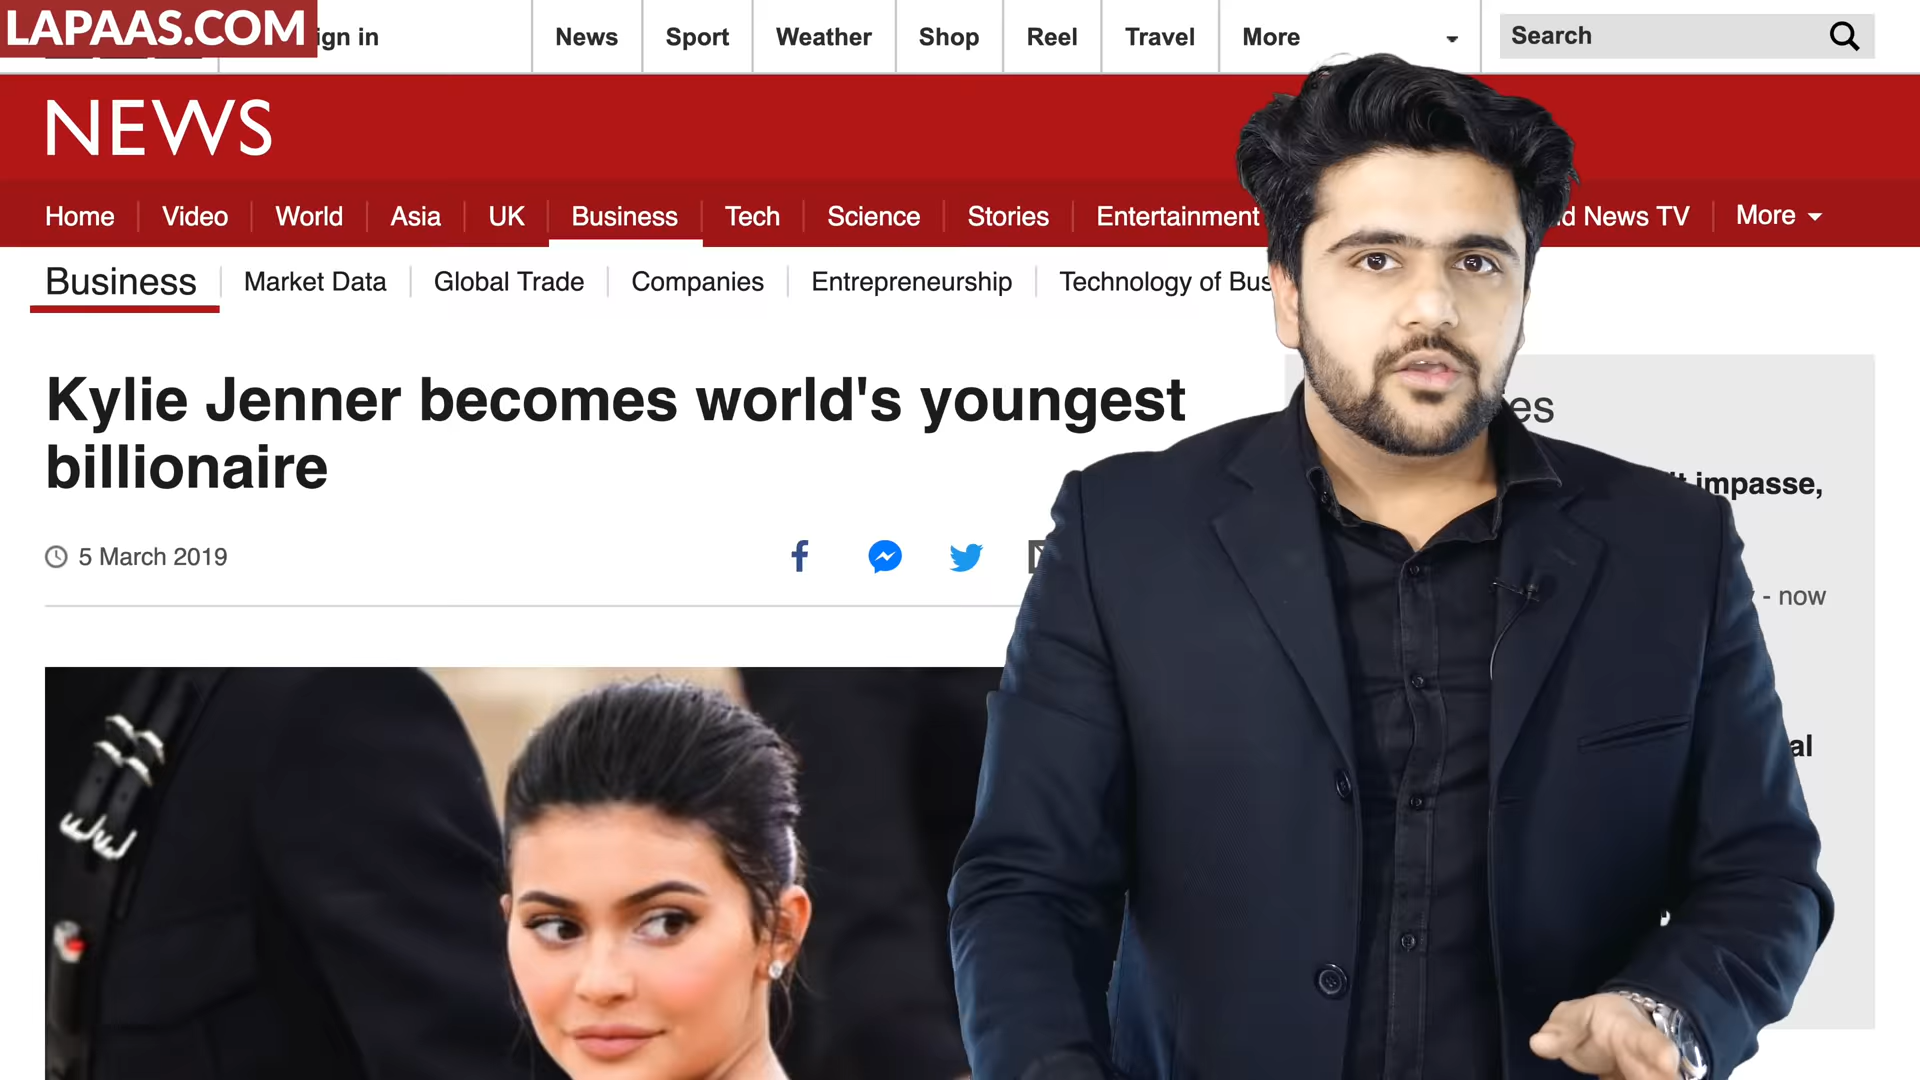 LAPAAS.COM
ign in
News
Sport
Weather
Shop
Reel
Travel
More
Search
NEWS
Home
Video
World
Asia
UK
Business
Tech
Science
Stories
Entertainment
News TV
More
Business
Market Data
Global Trade
Companies
Entrepreneurship
Technology of Bus
Kylie Jenner becomes world's youngest
billionaire
es
impasse,
5 March 2019
- now
al